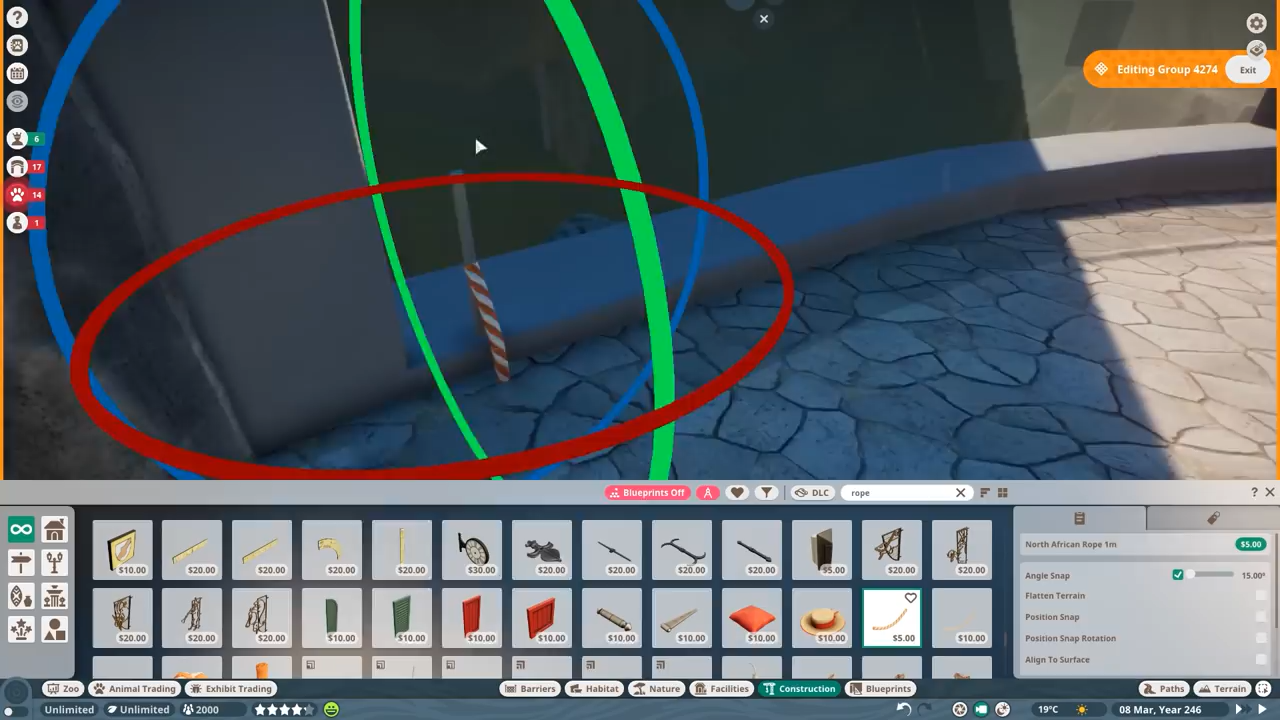 ?
Editing Group 4274
Exit
6
17
14
1
Blueprints Off
DLC
rope
?
$10.00
$20.00
$20.00
$20.00
$20.00
$30.00
$20.00
$20.00
$20.00
$20.00
$5.00
$20.00
$20.00
$20.00
$20.00
$20.00
$10.00
$10.00
$10.00
$10.00
$10.00
$10.00
$10.00
$10.00
$5.00
$10.00
North African Rope 1m
$5.00
Angle Snap
15.00°
Flatten Terrain
Position Snap
Position Snap Rotation
Align To Surface
Zoo
Animal Trading
Exhibit Trading
Barriers
Habitat
Nature
Facilities
Construction
Blueprints
Paths
Terrain
Unlimited
Unlimited
2000
19°C
08 Mar, Year 246